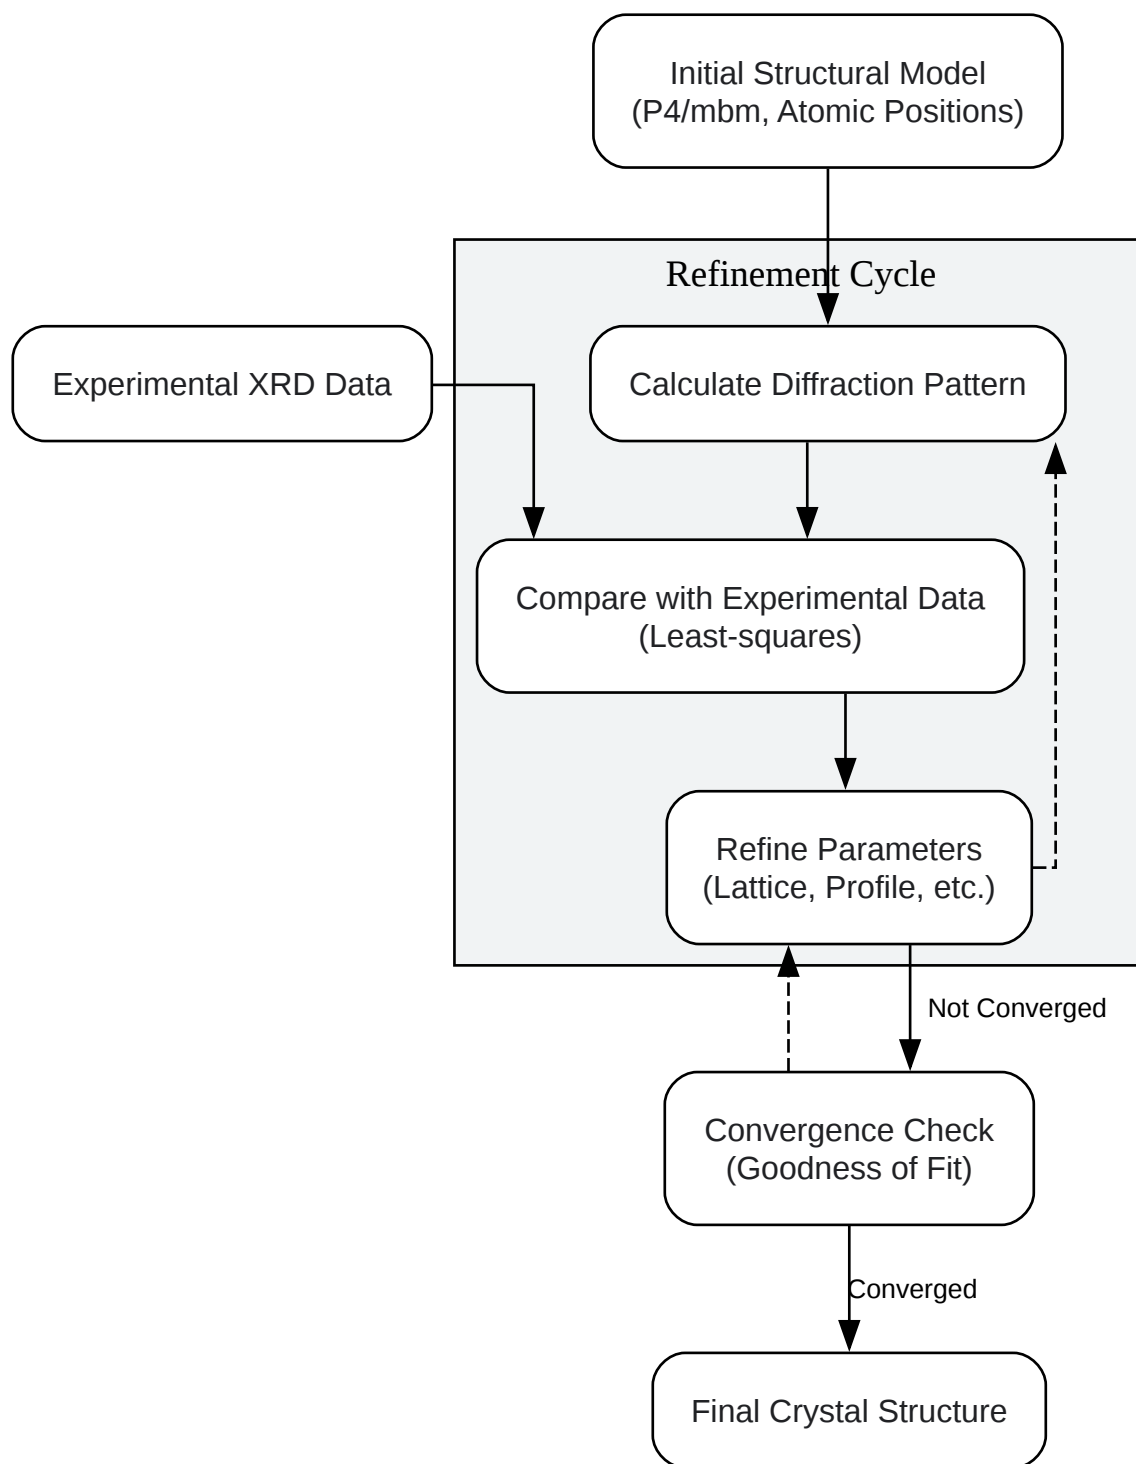 Initial Structural Model
(P4/mbm, Atomic Positions)
Refinement Cycle
Experimental XRD Data
Calculate Diffraction Pattern
Compare with Experimental Data
(Least-squares)
Refine Parameters
(Lattice, Profile, etc.)
Not Converged
Convergence Check
(Goodness of Fit)
Converged
Final Crystal Structure